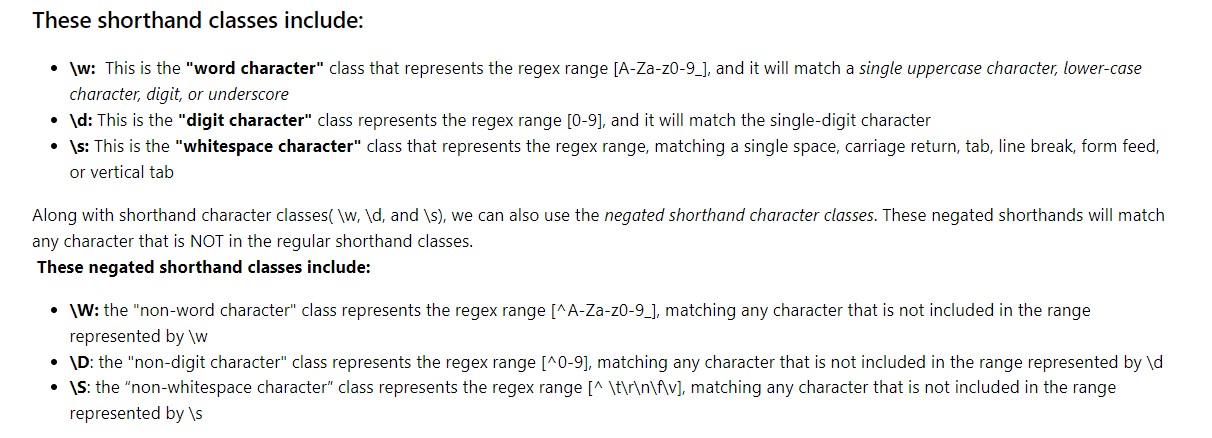 These shorthand classes include:
\w: This is the "word character" class that represents the regex range [A-Za-z0-9_], and it will match a single uppercase character, lower-case
character, digit, or underscore
\d: This is the "digit character" class represents the regex range [0-9], and it will match the single-digit character
\s: This is the "whitespace character" class that represents the regex range, matching a single space, carriage return, tab, line break, form feed,
or vertical tab
Along with shorthand character classes( \w, \d, and \s), we can also use the negated shorthand character classes. These negated shorthands will match
any character that is NOT in the regular shorthand classes.
These negated shorthand classes include:
\W: the "non-word character" class represents the regex range [^A-Za-z0-9_], matching any character that is not included in the range
represented by \w
\D: the "non-digit character" class represents the regex range [^0-9], matching any character that is not included in the range represented by \d
\S: the “non-whitespace character” class represents the regex range [^ \t\r\n\f\v], matching any character that is not included in the range
represented by \s